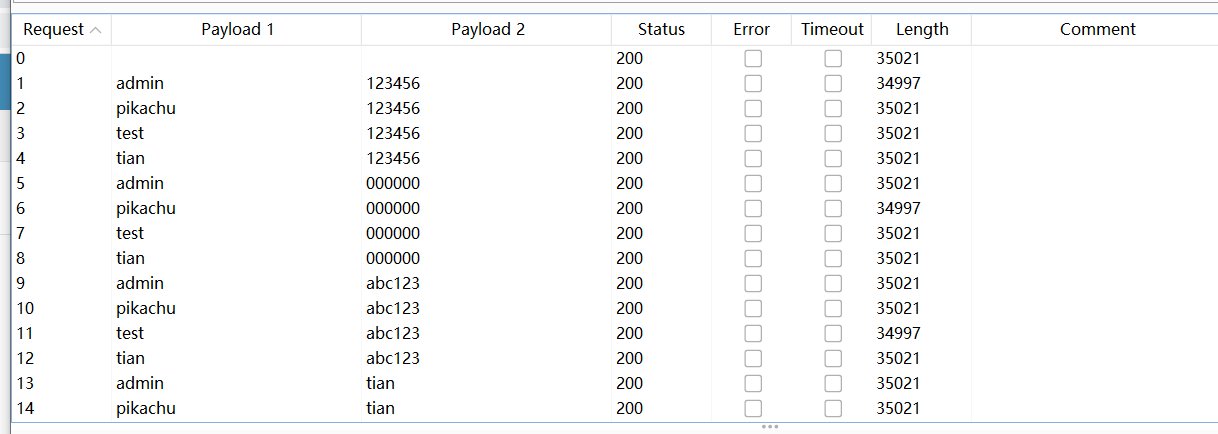 Request Payload 1 Payload 2 Status Error Timeout Length Comment
0 200 35021
1 admin 123456 200 34997
2 pikachu 123456 200 35021
3 test 123456 200 35021
4 tian 123456 200 35021
5 admin 000000 200 35021
6 pikachu 000000 200 34997
7 test 000000 200 35021
8 tian 000000 200 35021
9 admin abc123 200 35021
10 pikachu abc123 200 35021
11 test abc123 200 34997
12 tian abc123 200 35021
13 admin tian 200 35021
14 pikachu tian 200 35021